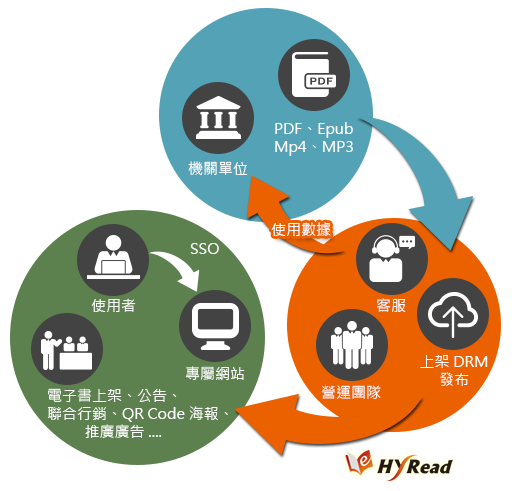 PDF
PDF、Epub
Mp4、MP3
機關單位
使用數據
客服
上架 DRM
發布
營運團隊
SSO
使用者
專屬網站
電子書上架、公告、
聯合行銷、QR Code 海報、
推廣廣告 ....
HyRead